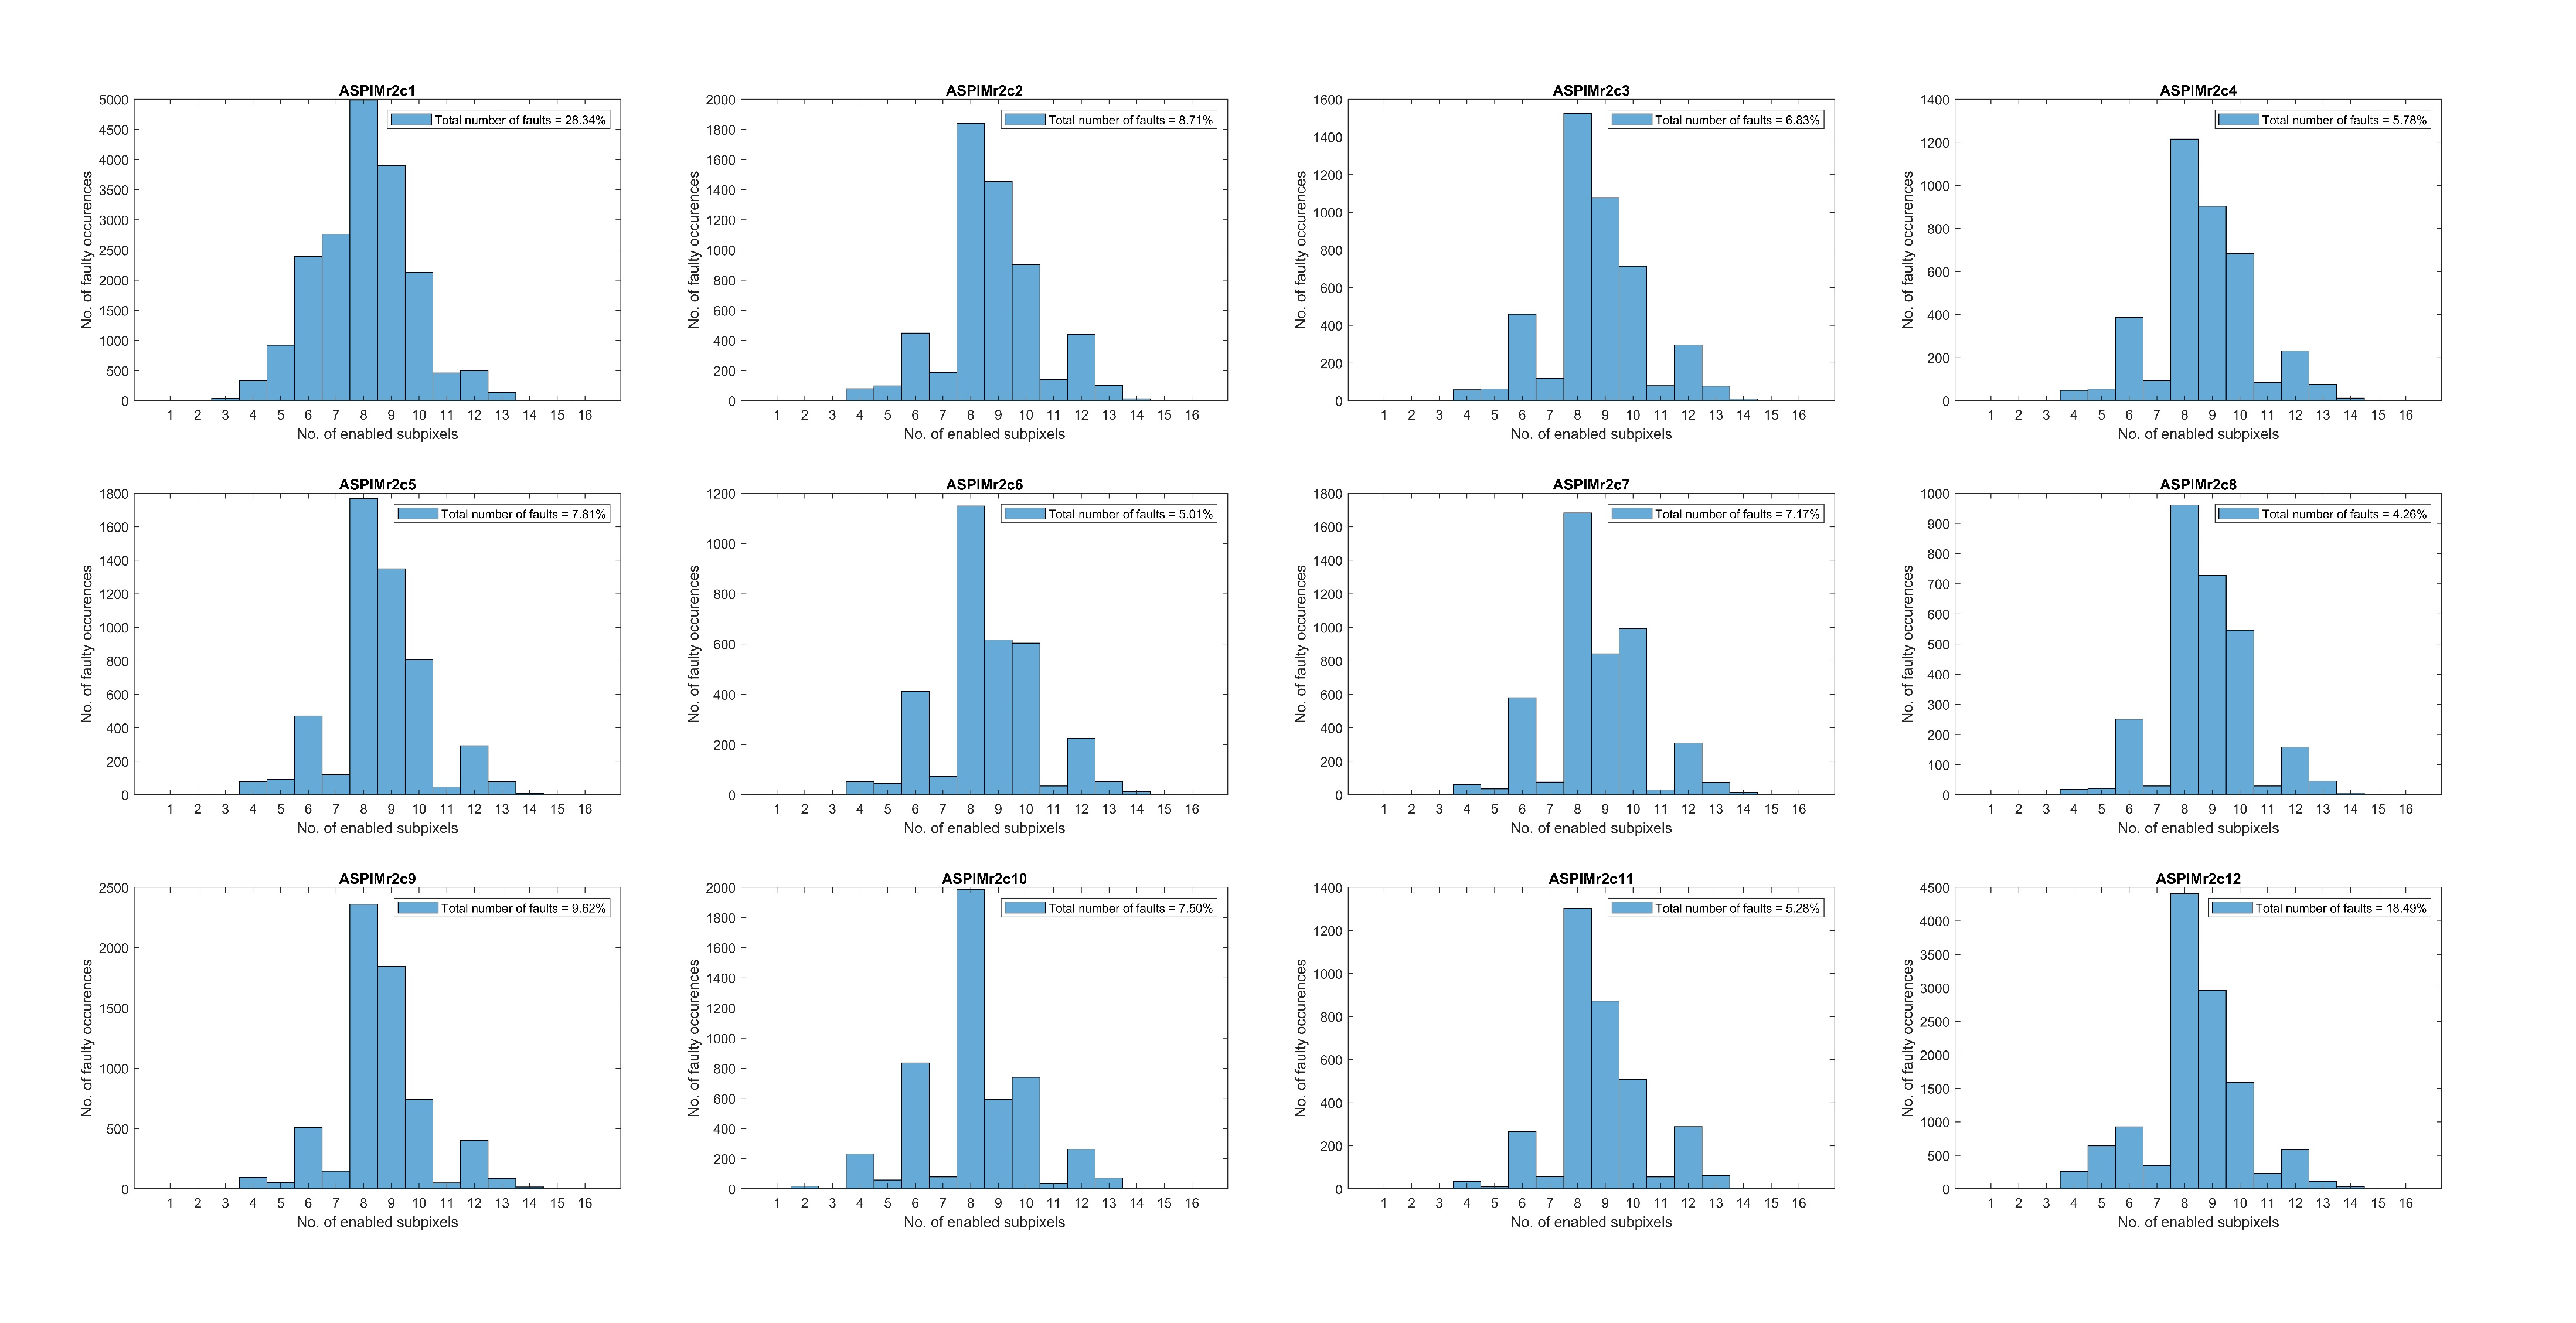 ASPIMr2c1
Total number of faults = 28.34%
No. of faulty occurences
5000
4500
4000
3500
3000
2500
2000
1500
1000
500
0
1 2 3 4 5 6 7 8 9 10 11 12 13 14 15 16
No. of enabled subpixels
ASPIMr2c2
Total number of faults = 8.71%
No. of faulty occurences
2000
1800
1600
1400
1200
1000
800
600
400
200
0
1 2 3 4 5 6 7 8 9 10 11 12 13 14 15 16
No. of enabled subpixels
ASPIMr2c3
Total number of faults = 6.83%
No. of faulty occurences
1600
1400
1200
1000
800
600
400
200
0
1 2 3 4 5 6 7 8 9 10 11 12 13 14 15 16
No. of enabled subpixels
ASPIMr2c4
Total number of faults = 5.78%
No. of faulty occurences
1400
1200
1000
800
600
400
200
0
1 2 3 4 5 6 7 8 9 10 11 12 13 14 15 16
No. of enabled subpixels
ASPIMr2c5
Total number of faults = 7.81%
No. of faulty occurences
1800
1600
1400
1200
1000
800
600
400
200
0
1 2 3 4 5 6 7 8 9 10 11 12 13 14 15 16
No. of enabled subpixels
ASPIMr2c6
Total number of faults = 5.01%
No. of faulty occurences
1200
1000
800
600
400
200
0
1 2 3 4 5 6 7 8 9 10 11 12 13 14 15 16
No. of enabled subpixels
ASPIMr2c7
Total number of faults = 7.17%
No. of faulty occurences
1800
1600
1400
1200
1000
800
600
400
200
0
1 2 3 4 5 6 7 8 9 10 11 12 13 14 15 16
No. of enabled subpixels
ASPIMr2c8
Total number of faults = 4.26%
No. of faulty occurences
1000
900
800
700
600
500
400
300
200
100
0
1 2 3 4 5 6 7 8 9 10 11 12 13 14 15 16
No. of enabled subpixels
ASPIMr2c9
Total number of faults = 9.62%
No. of faulty occurences
2500
2000
1500
1000
500
0
1 2 3 4 5 6 7 8 9 10 11 12 13 14 15 16
No. of enabled subpixels
ASPIMr2c10
Total number of faults = 7.50%
No. of faulty occurences
2000
1800
1600
1400
1200
1000
800
600
400
200
0
1 2 3 4 5 6 7 8 9 10 11 12 13 14 15 16
No. of enabled subpixels
ASPIMr2c11
Total number of faults = 5.28%
No. of faulty occurences
1400
1200
1000
800
600
400
200
0
1 2 3 4 5 6 7 8 9 10 11 12 13 14 15 16
No. of enabled subpixels
ASPIMr2c12
Total number of faults = 18.49%
No. of faulty occurences
4500
4000
3500
3000
2500
2000
1500
1000
500
0
1 2 3 4 5 6 7 8 9 10 11 12 13 14 15 16
No. of enabled subpixels